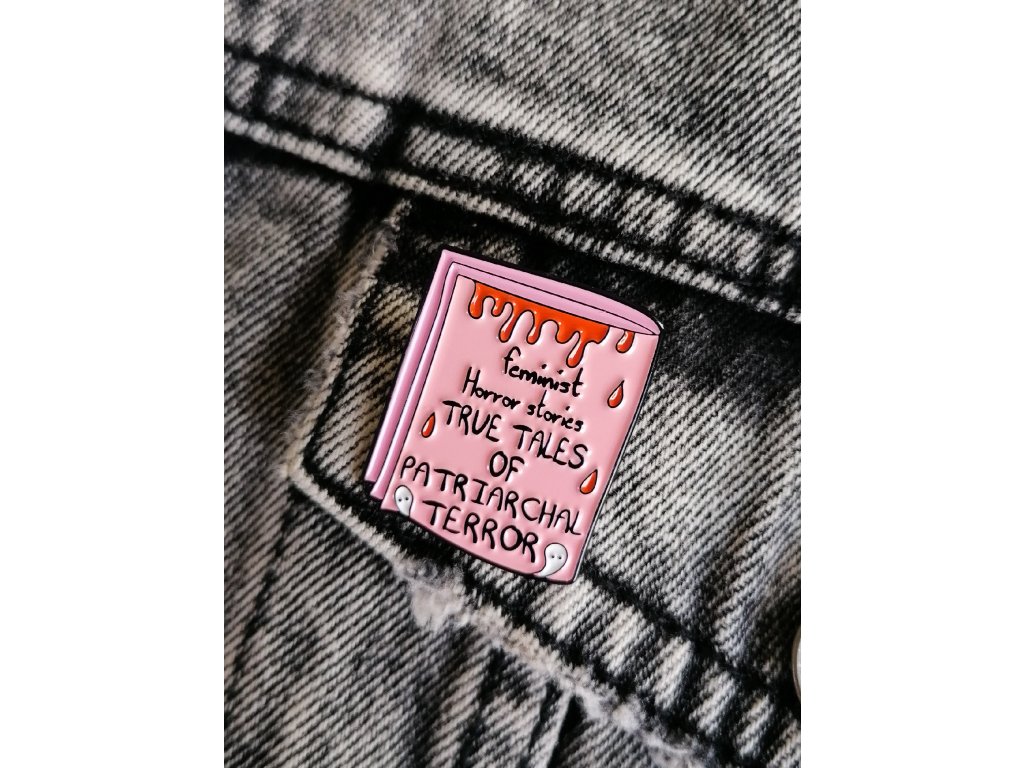 feminist
Horror stories
TRUE TALES
OF
PATRIARCHAL
TERROR